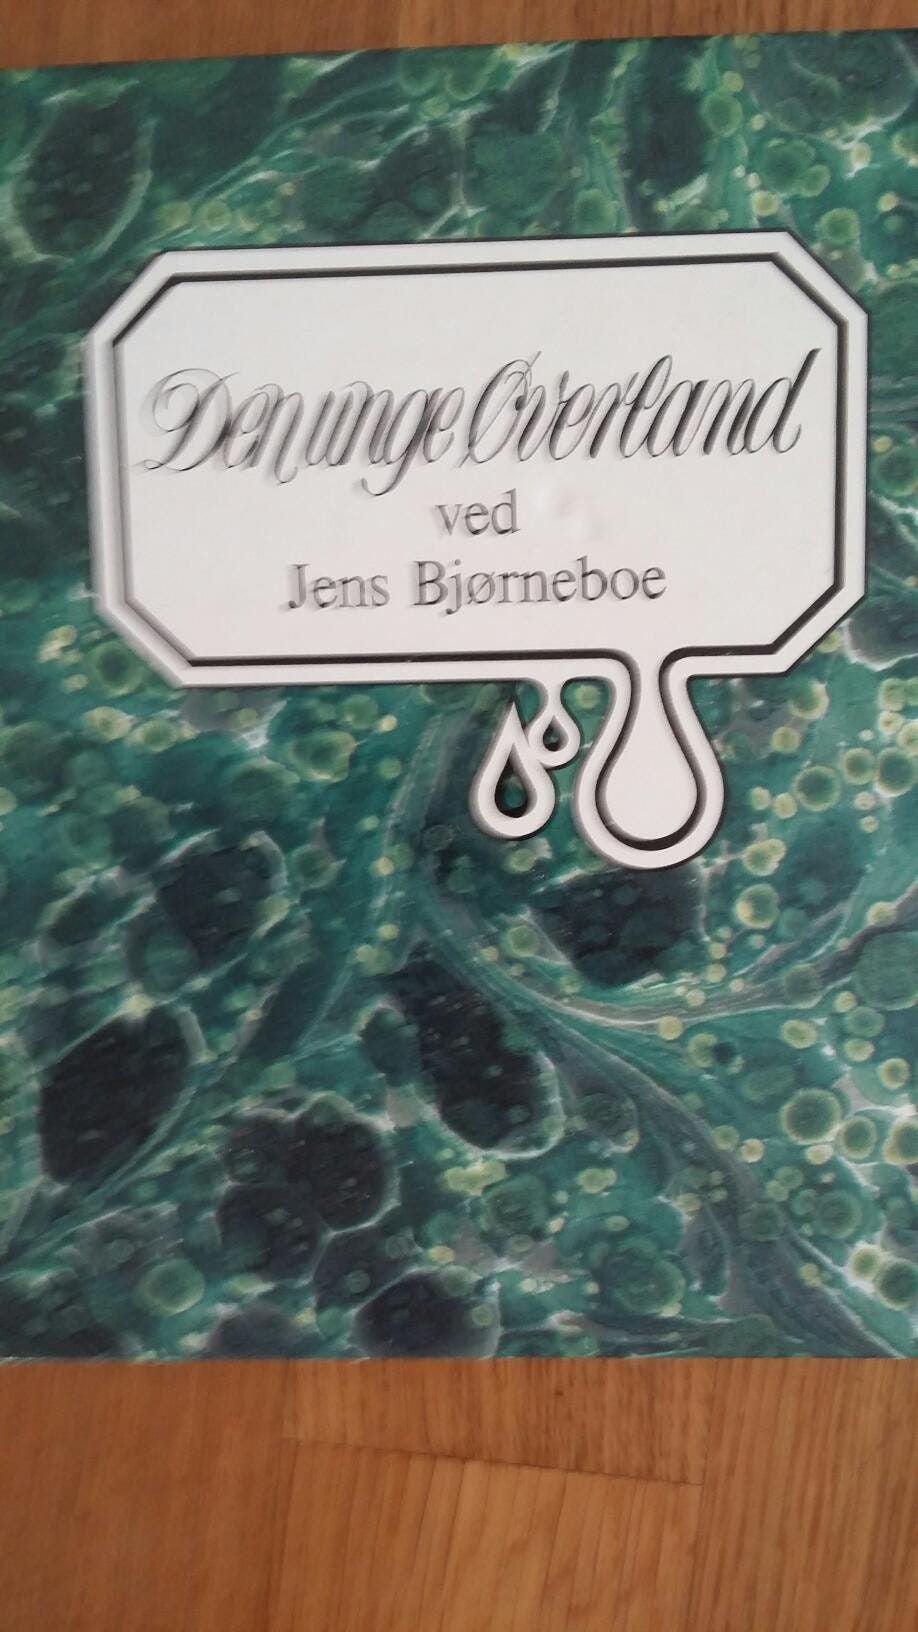 Den unge Øverland
ved
Jens Bjørneboe